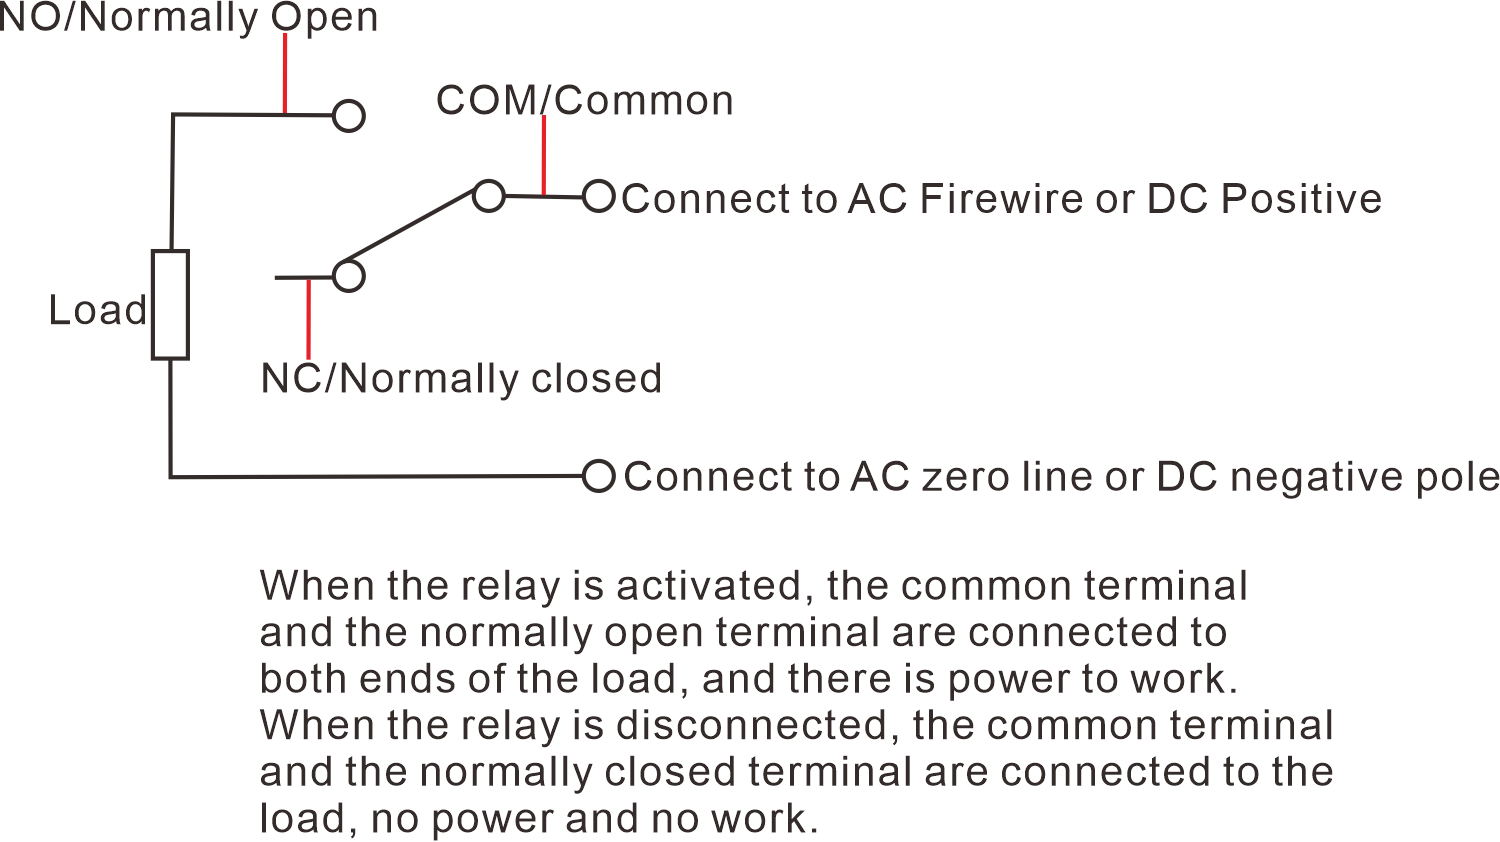 NO/Normally Open
COM/Common
Connect to AC Firewire or DC Positive
Load
NC/Normally closed
Connect to AC zero line or DC negative pole
When the relay is activated, the common terminal
and the normally open terminal are connected to
both ends of the load, and there is power to work.
When the relay is disconnected, the common terminal
and the normally closed terminal are connected to the
load, no power and no work.